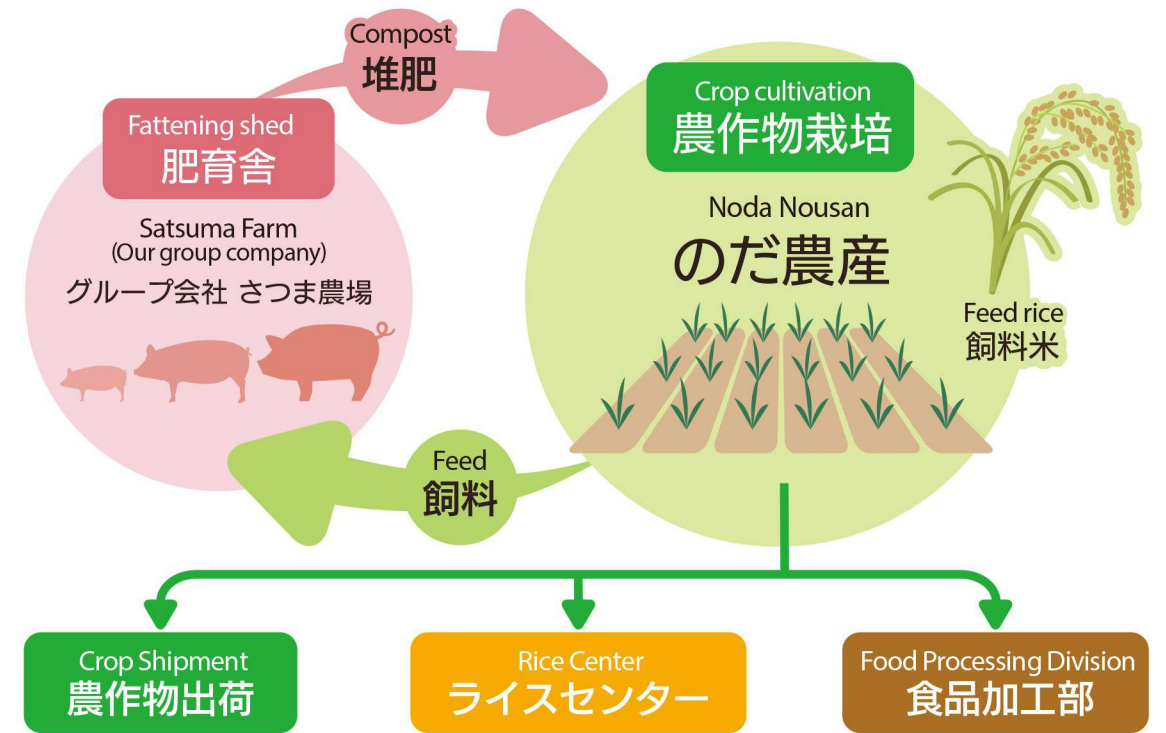 Compost
堆肥
Fattening shed
肥育舎
Satsuma Farm
(Our group company)
グループ会社 さつま農場
Crop cultivation
農作物栽培
Noda Nousan
のだ農産
Feed rice
飼料米
Feed
飼料
Crop Shipment
農作物出荷
Rice Center
ライスセンター
Food Processing Division
食品加工部